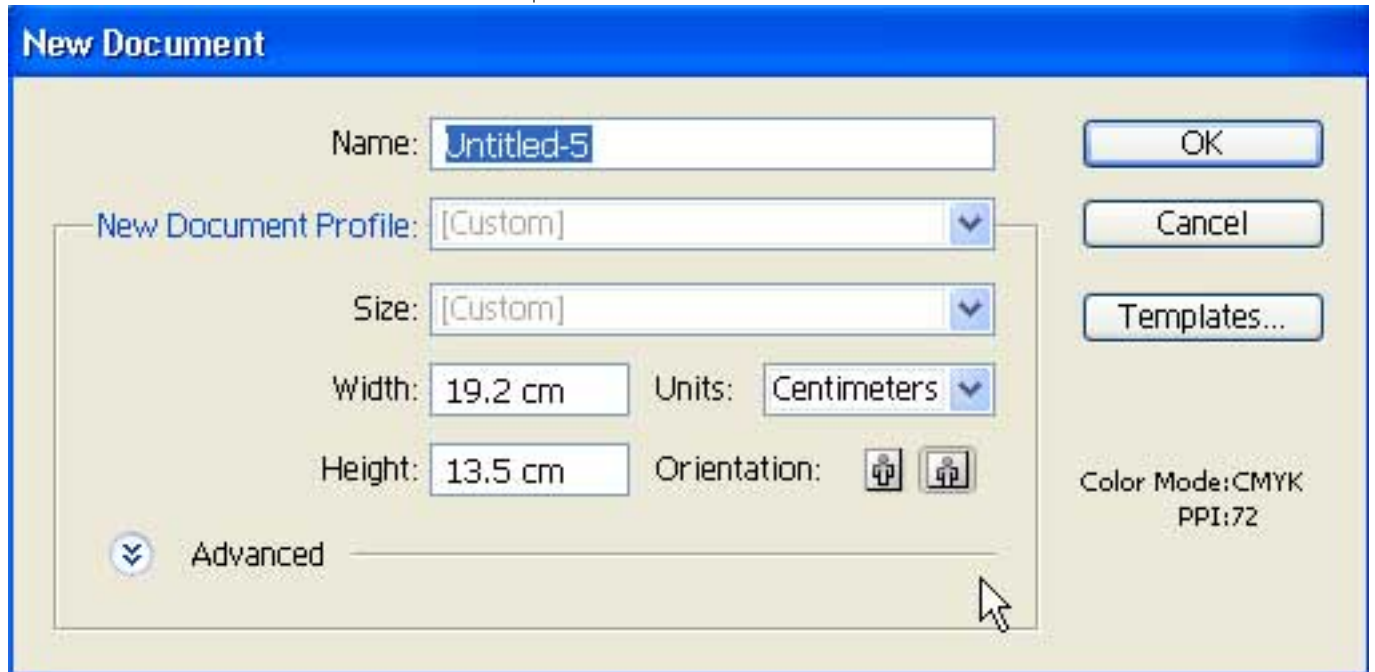 New Document
Name: Untitled-5
OK
New Document Profile: [Custom]
Cancel
Size: [Custom]
Templates...
Width: 19.2 cm Units: Centimeters
Height: 13.5 cm Orientation:
Color Mode:CMYK
PPI:72
Advanced